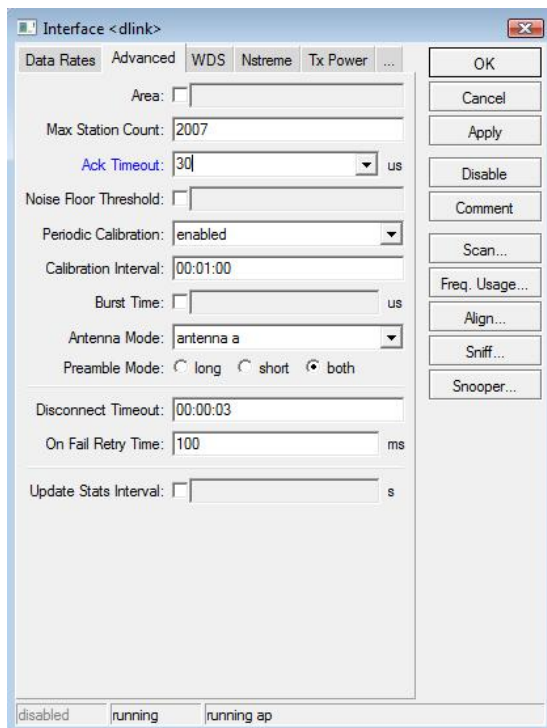 Interface <dlink>
Data Rates Advanced WDS Nstreme Tx Power ...
Area:
Max Station Count: 2007
Ack Timeout: 30 us
Noise Floor Threshold:
Periodic Calibration: enabled
Calibration Interval: 00:01:00
Burst Time: us
Antenna Mode: antenna a
Preamble Mode: long short both
Disconnect Timeout: 00:00:03
On Fail Retry Time: 100 ms
Update Stats Interval: s
OK
Cancel
Apply
Disable
Comment
Scan...
Freq. Usage...
Align...
Sniff...
Snooper...
disabled running running ap